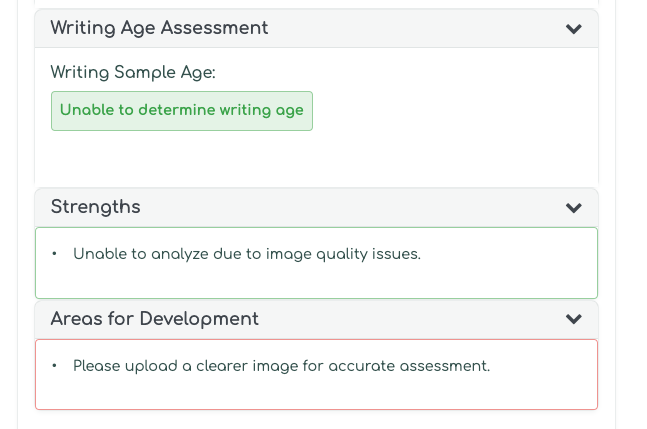 Writing Age Assessment
Writing Sample Age:
Unable to determine writing age
Strengths
• Unable to analyze due to image quality issues.
Areas for Development
• Please upload a clearer image for accurate assessment.